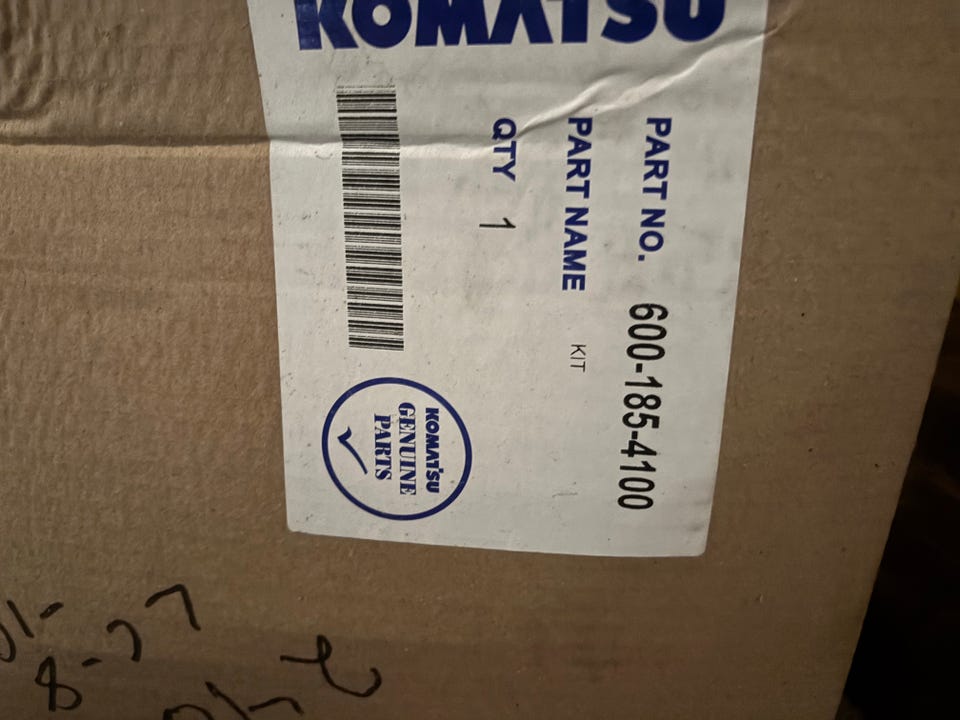 KOMATSU
PART NO. 600-185-4100
PART NAME KIT
QTY 1
KOMATSU
GENUINE
PARTS